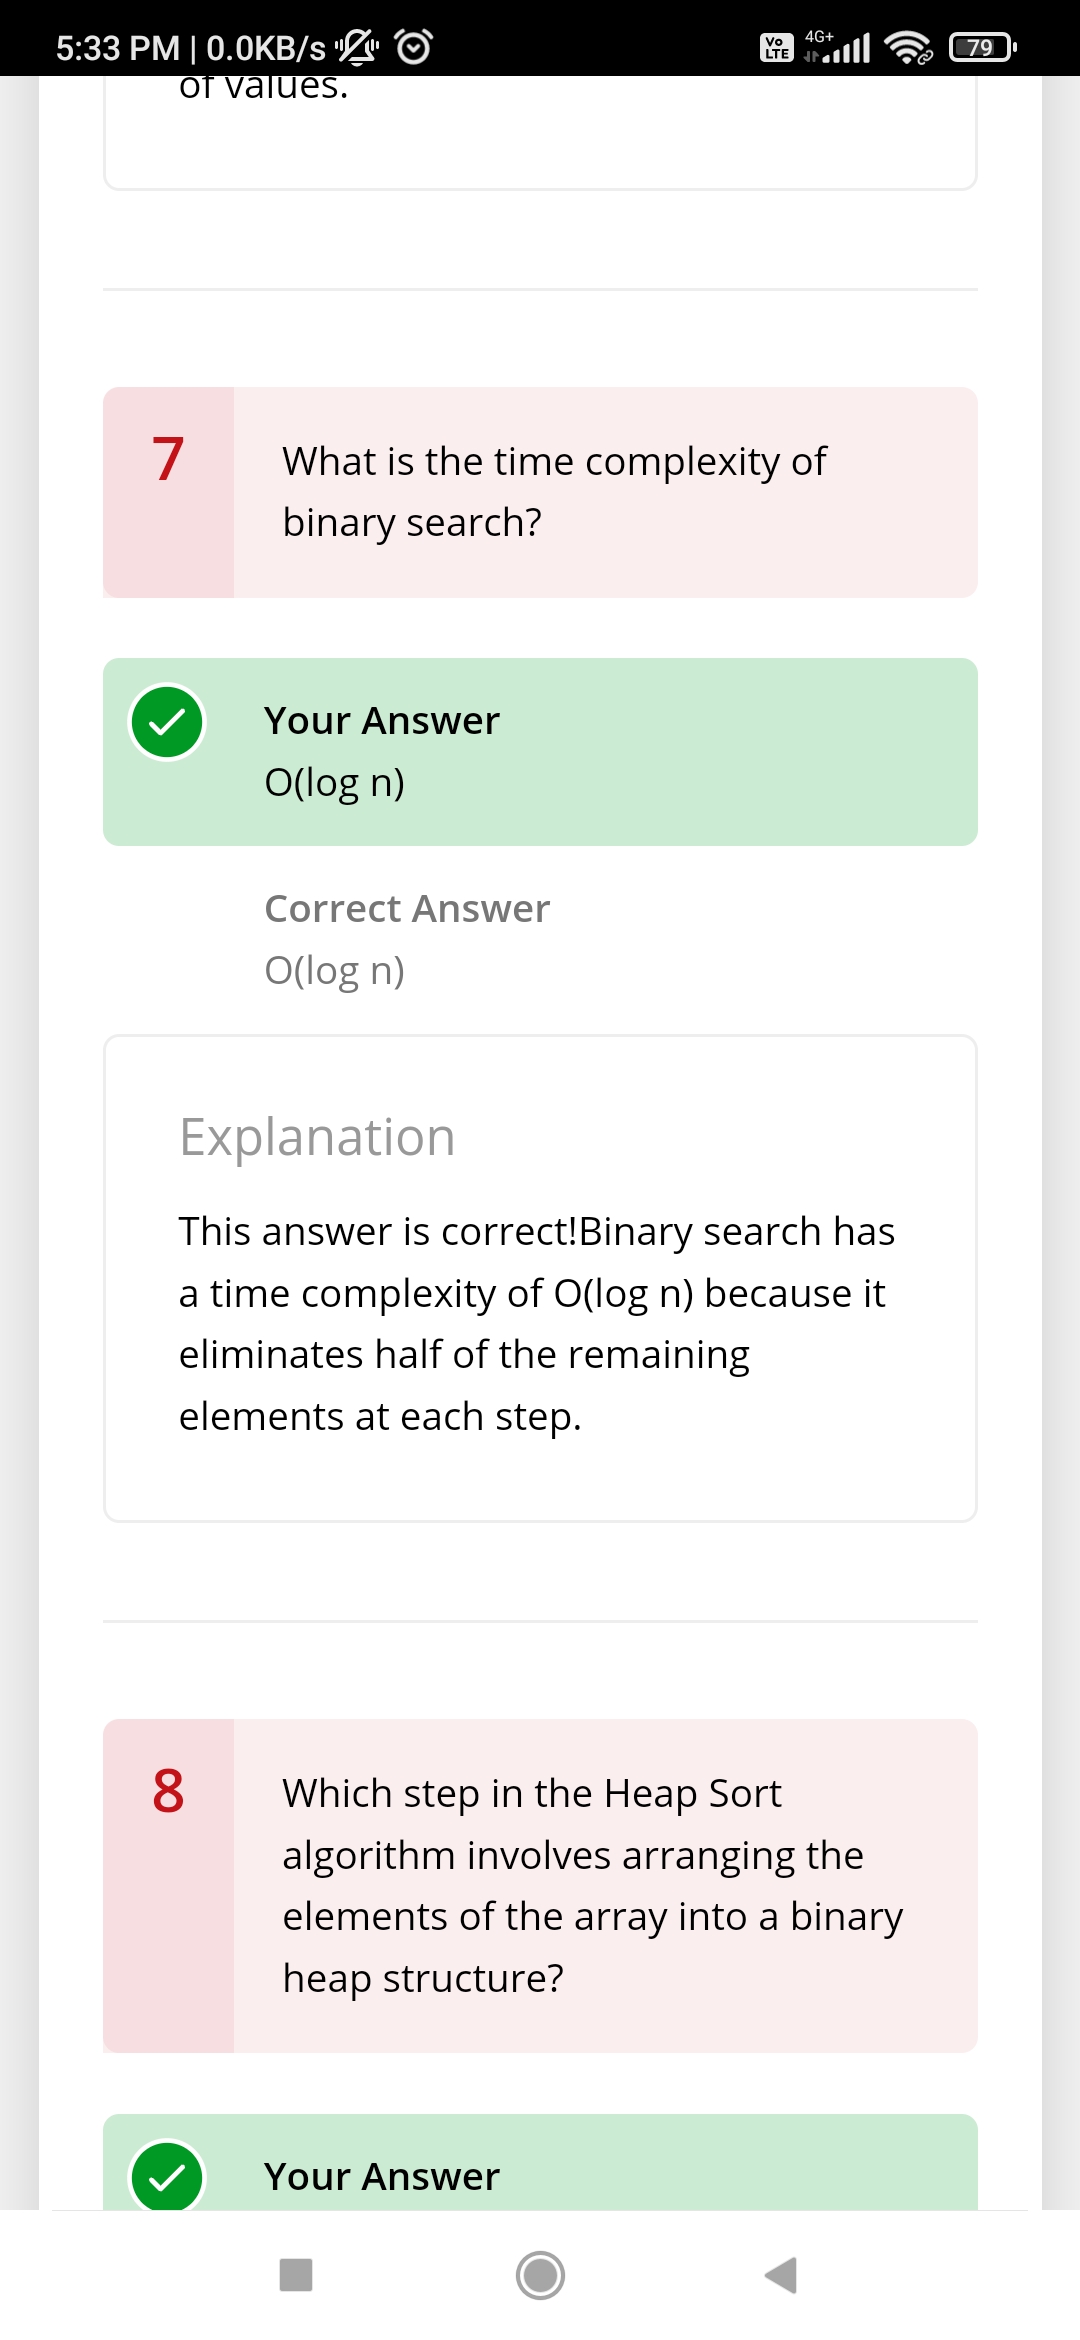 5:33 PM | 0.0KB/s
Vo LTE 4G+ 79
of values.
7
What is the time complexity of
binary search?
Your Answer
O(log n)
Correct Answer
O(log n)
Explanation
This answer is correct!Binary search has
a time complexity of O(log n) because it
eliminates half of the remaining
elements at each step.
8
Which step in the Heap Sort
algorithm involves arranging the
elements of the array into a binary
heap structure?
Your Answer